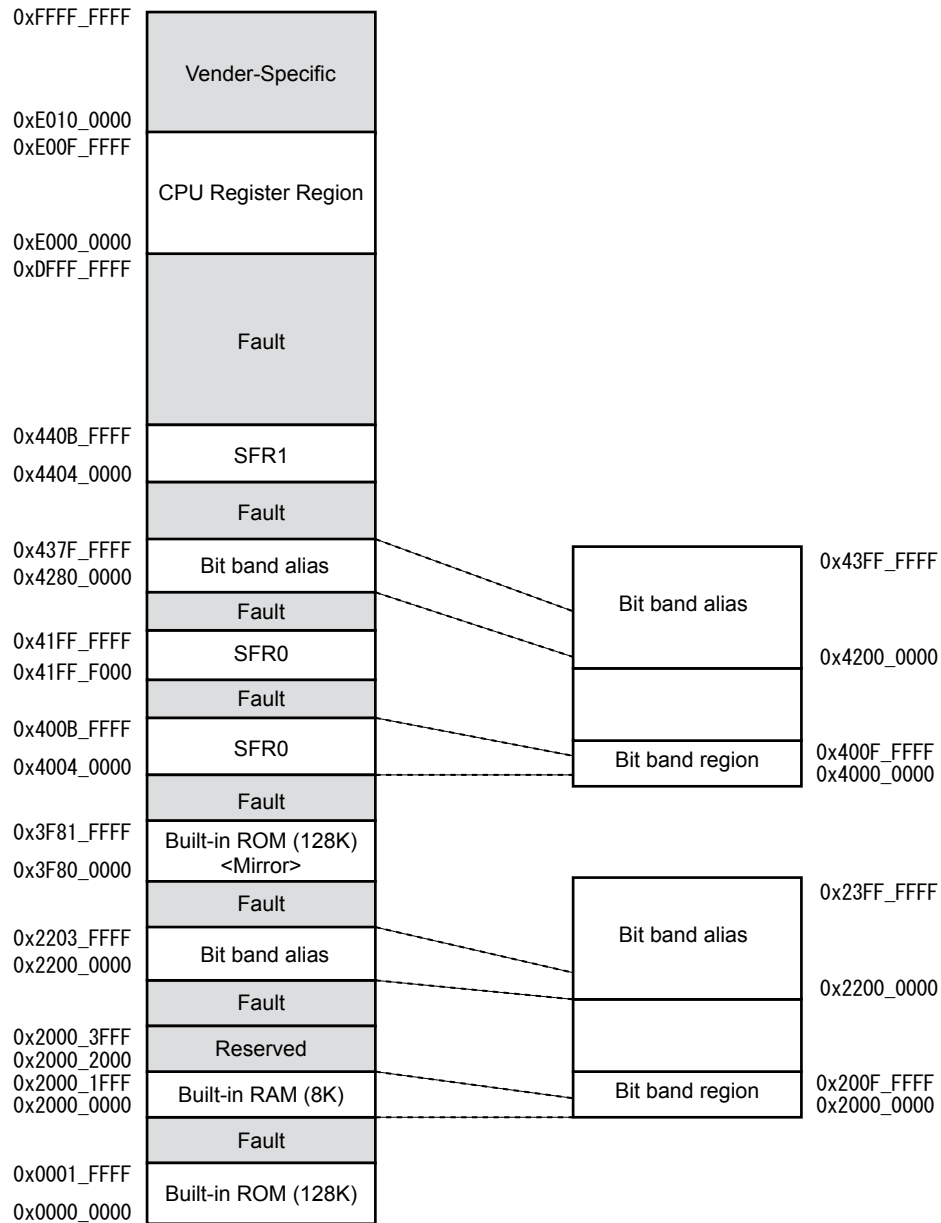 0xFFFF_FFFF
Vender-Specific
0xE010_0000
0xE00F_FFFF
CPU Register Region
0xE000_0000
0xDFFF_FFFF
Fault
0x440B_FFFF
SFR1
0x4404_0000
Fault
0x437F_FFFF
Bit band alias
0x4280_0000
Fault
0x41FF_FFFF
SFR0
0x41FF_F000
Fault
0x400B_FFFF
SFR0
0x4004_0000
Fault
0x3F81_FFFF
Built-in ROM (128K)
<Mirror>
0x3F80_0000
Fault
0x2203_FFFF
Bit band alias
0x2200_0000
Fault
0x2000_3FFF
Reserved
0x2000_2000
0x2000_1FFF
Built-in RAM (8K)
0x2000_0000
Fault
0x0001_FFFF
Built-in ROM (128K)
0x0000_0000
0x43FF_FFFF
Bit band alias
0x4200_0000
Bit band region
0x400F_FFFF
0x4000_0000
0x23FF_FFFF
Bit band alias
0x2200_0000
Bit band region
0x200F_FFFF
0x2000_0000